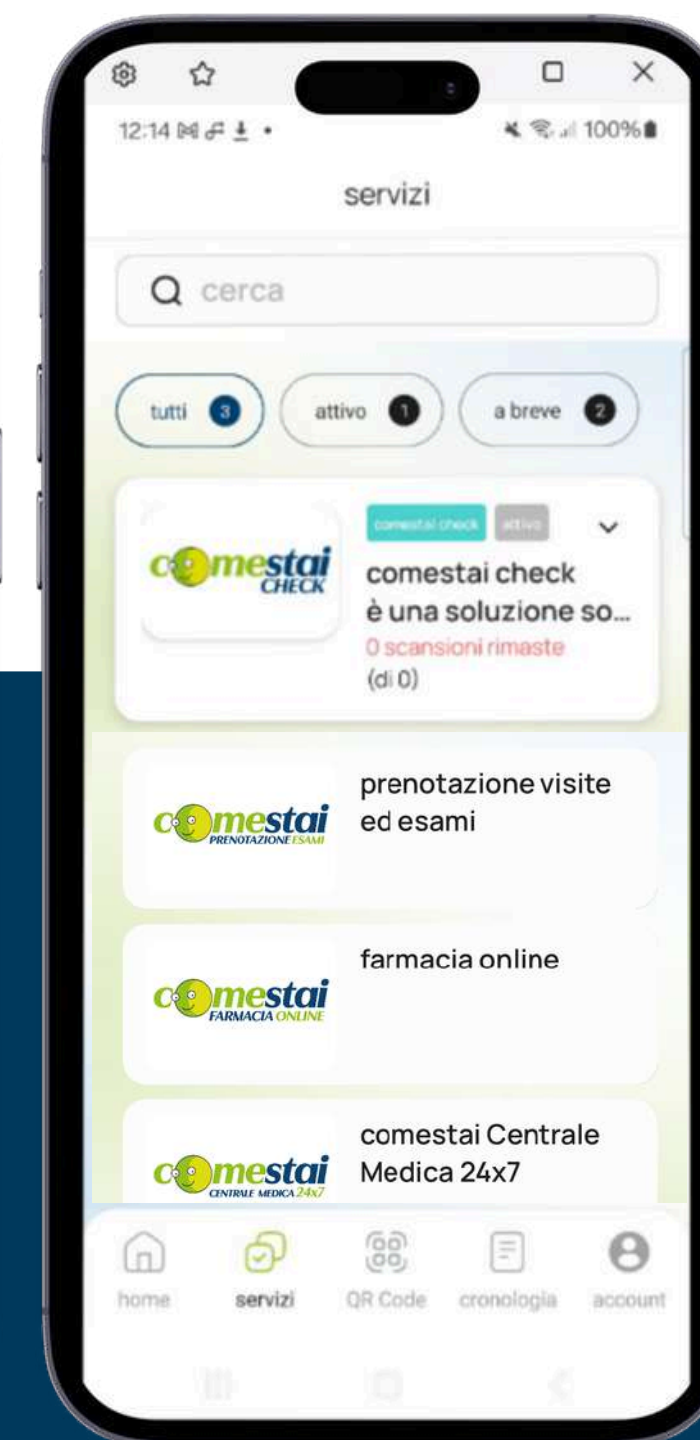 12:14
100%
servizi
cerca
tutti 3
attivo 1
a breve 2
comestai check attivo
comestai
CHECK
comestai check
è una soluzione so...
0 scansioni rimaste
(di 0)
comestai
PRENOTAZIONE ESAMI
prenotazione visite
ed esami
comestai
FARMACIA ONLINE
farmacia online
comestai
CENTRALE MEDICA 24x7
comestai Centrale
Medica 24x7
home
servizi
QR Code
cronologia
account